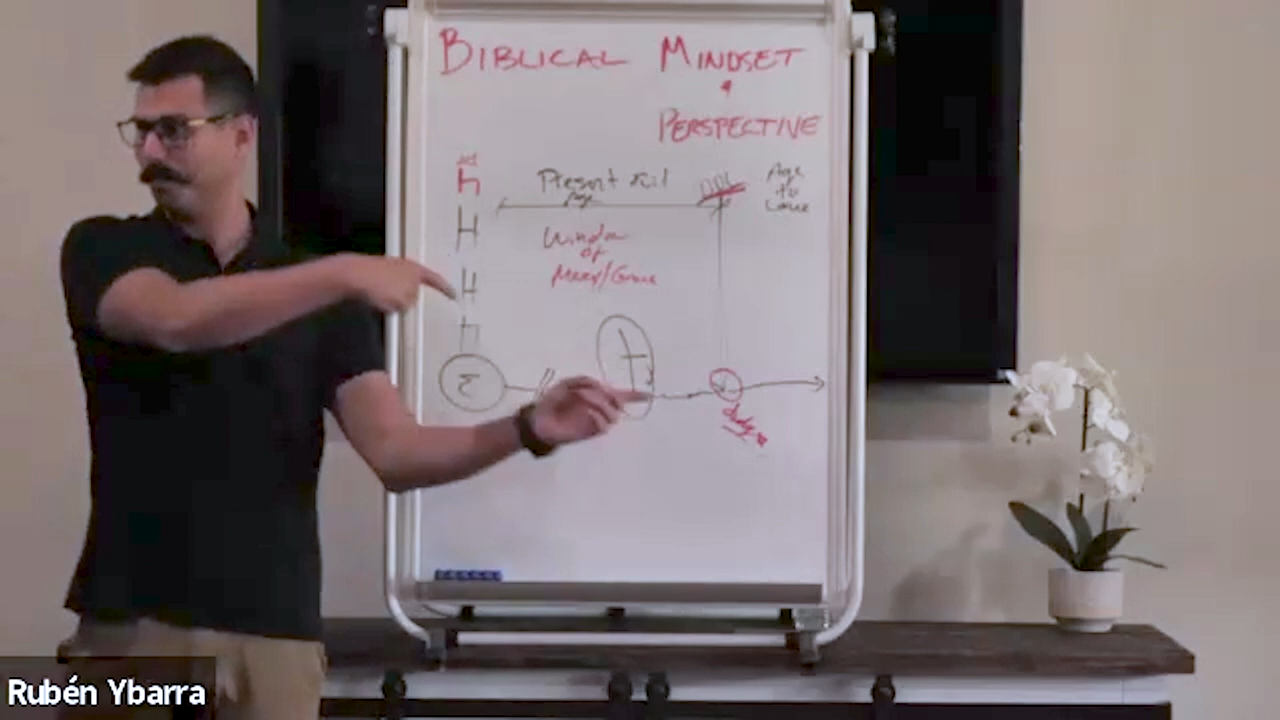 BIBLICAL MINDSET
&
PERSPECTIVE
Present Evil
Age
Age
to
Come
H
H
H
H
Window
of
Mercy/Grace
E
Rubén Ybarra